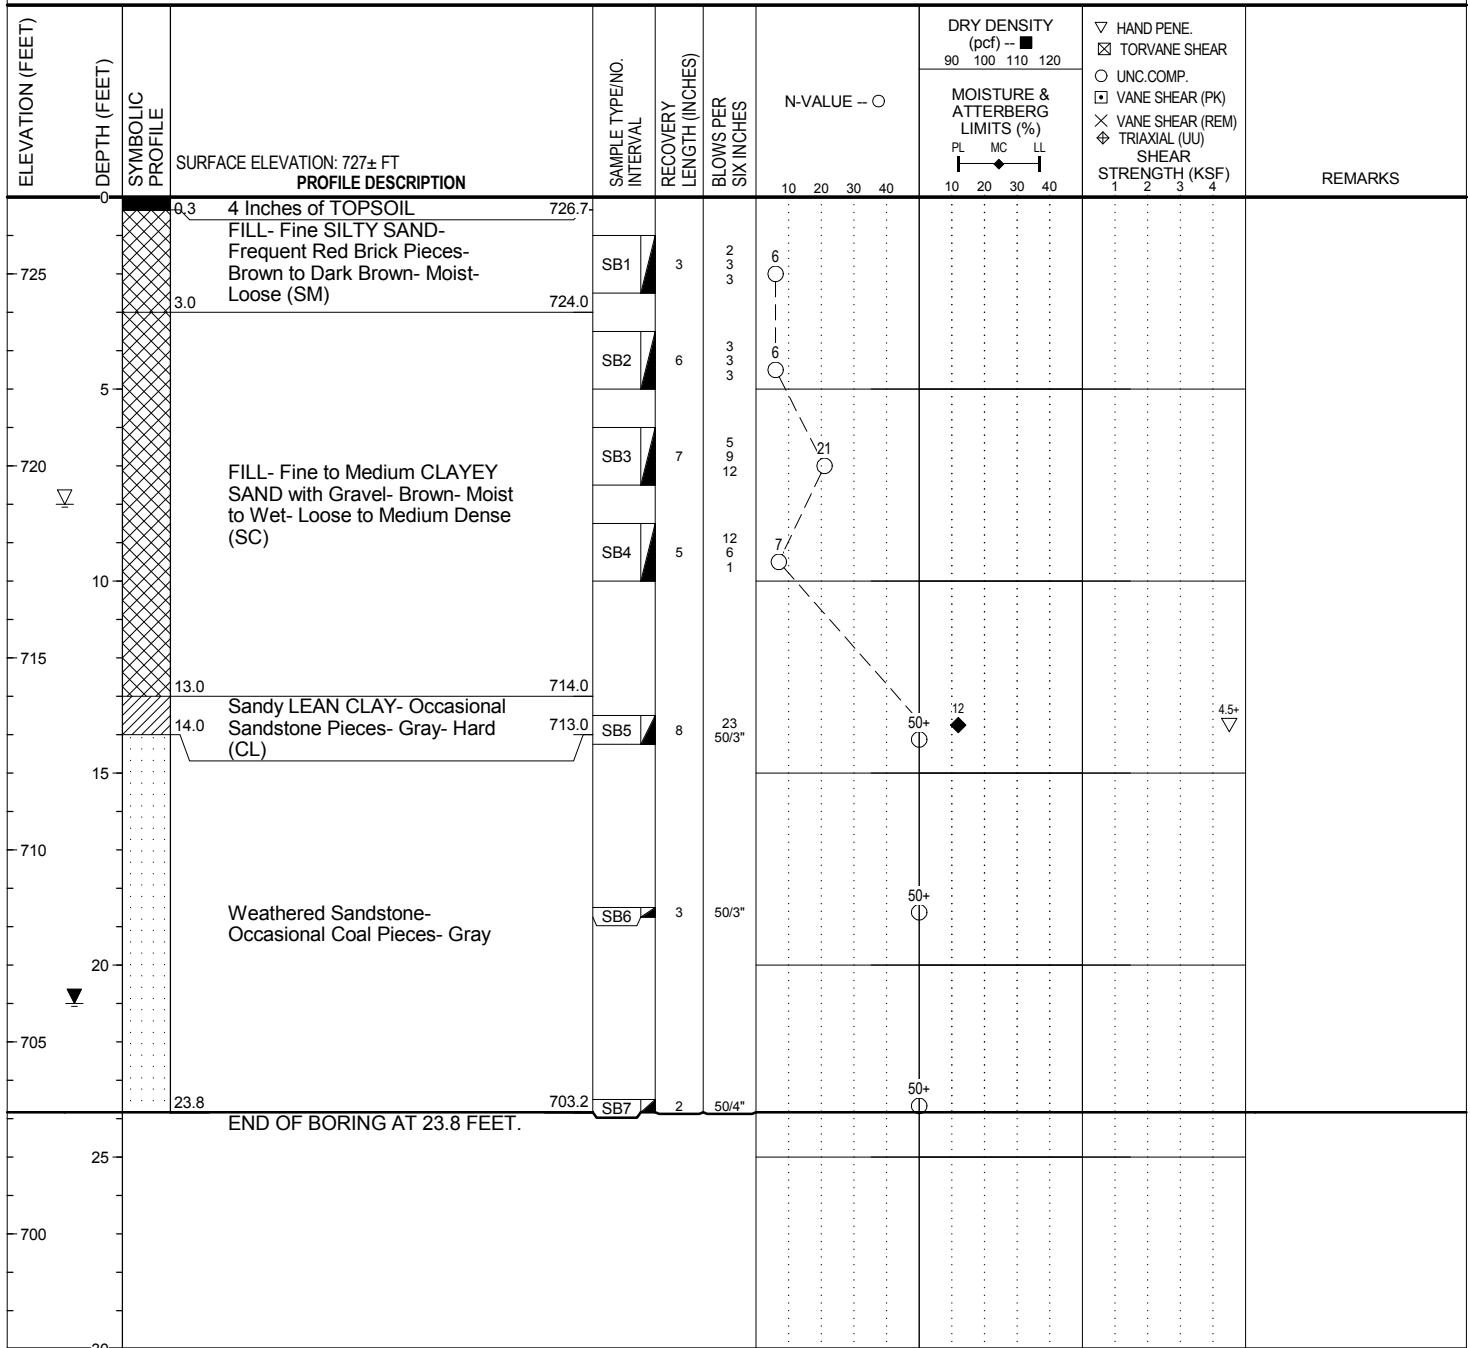 ELEVATION (FEET)
DEPTH (FEET)
SYMBOLIC
PROFILE
SURFACE ELEVATION: 727± FT
PROFILE DESCRIPTION
SAMPLE TYPE/NO.
INTERVAL
RECOVERY
LENGTH (INCHES)
BLOWS PER
SIX INCHES
N-VALUE -- O
10 20 30 40
DRY DENSITY
(pcf) -- ■
90 100 110 120
MOISTURE &
ATTERBERG
LIMITS (%)
PL MC LL
10 20 30 40
▽ HAND PENE.
⊠ TORVANE SHEAR
○ UNC.COMP.
⊡ VANE SHEAR (PK)
× VANE SHEAR (REM)
TRIAXIAL (UU)
SHEAR
STRENGTH (KSF)
1 2 3 4
REMARKS
0
0.3 4 Inches of TOPSOIL 726.7
FILL- Fine SILTY SAND-
Frequent Red Brick Pieces-
Brown to Dark Brown- Moist-
Loose (SM)
725
SB1 3
2
3
3
6
3.0 724.0
SB2 6
3
3
3
6
5
720
SB3 7
5
9
12
21
FILL- Fine to Medium CLAYEY
SAND with Gravel- Brown- Moist
to Wet- Loose to Medium Dense
(SC)
SB4 5
12
6
1
7
10
715
13.0 714.0
Sandy LEAN CLAY- Occasional
14.0 Sandstone Pieces- Gray- Hard 713.0
(CL)
SB5 8
23
50/3"
50+
12
4.5+
15
710
Weathered Sandstone-
Occasional Coal Pieces- Gray
SB6 3 50/3"
50+
20
705
23.8 703.2
SB7 2 50/4"
50+
END OF BORING AT 23.8 FEET.
25
700
30